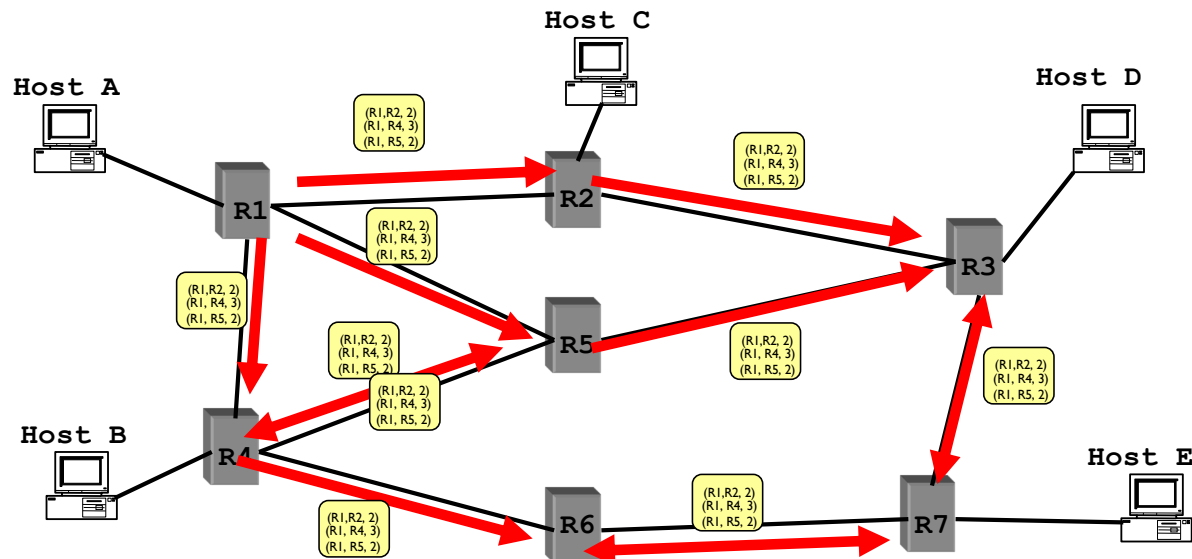 Host C
Host A
Host D
(R1,R2, 2)
(R1, R4, 3)
(R1, R5, 2)
(R1,R2, 2)
(R1, R4, 3)
(R1, R5, 2)
R1
R2
(R1,R2, 2)
(R1, R4, 3)
(R1, R5, 2)
R3
(R1,R2, 2)
(R1, R4, 3)
(R1, R5, 2)
(R1,R2, 2)
(R1, R4, 3)
(R1, R5, 2)
R5
(R1,R2, 2)
(R1, R4, 3)
(R1, R5, 2)
(R1,R2, 2)
(R1, R4, 3)
(R1, R5, 2)
(R1,R2, 2)
(R1, R4, 3)
(R1, R5, 2)
Host B
R4
Host E
(R1,R2, 2)
(R1, R4, 3)
(R1, R5, 2)
R6
(R1,R2, 2)
(R1, R4, 3)
(R1, R5, 2)
R7